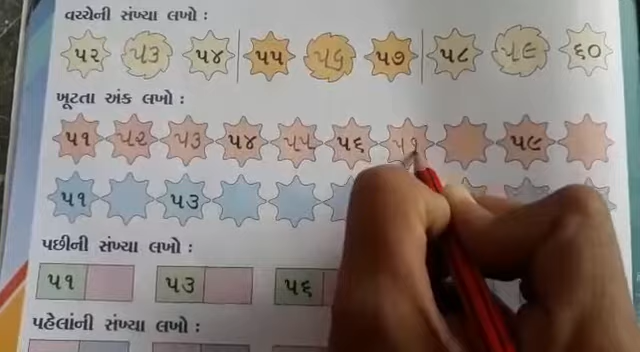 વચ્ચેની સંખ્યા લખો :
૫૨ ૫૩ ૫૪ ૫૫ ૫૬ ૫૭ ૫૮ ૫૯ ૬૦
ખૂટતા અંક લખો :
૫૧ ૫૨ ૫૩ ૫૪ ૫૫ ૫૬ ૫૭ ૫૯
૫૧ ૫૩
પછીની સંખ્યા લખો :
૫૧ ૫૩ ૫૬
પહેલાંની સંખ્યા લખો :